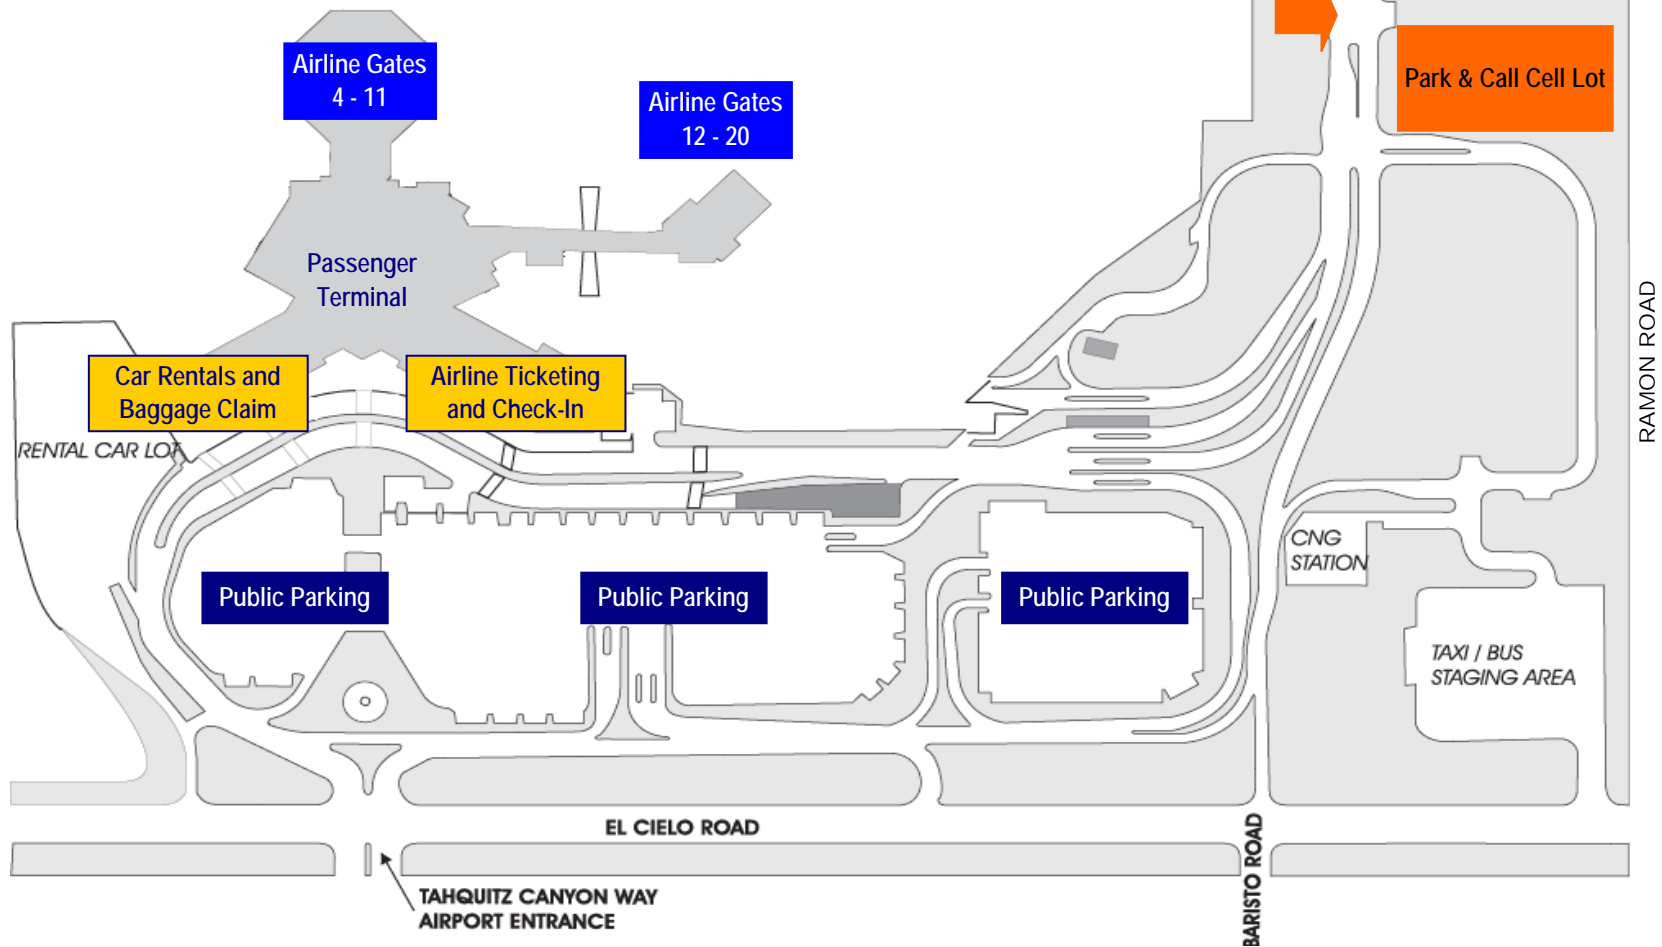 Airline Gates
4 - 11
Airline Gates
12 - 20
Park & Call Cell Lot
Passenger
Terminal
RAMON ROAD
Car Rentals and
Baggage Claim
Airline Ticketing
and Check-In
RENTAL CAR LOT
CNG
STATION
Public Parking
Public Parking
Public Parking
TAXI / BUS
STAGING AREA
EL CIELO ROAD
BARISTO ROAD
TAHQUITZ CANYON WAY
AIRPORT ENTRANCE